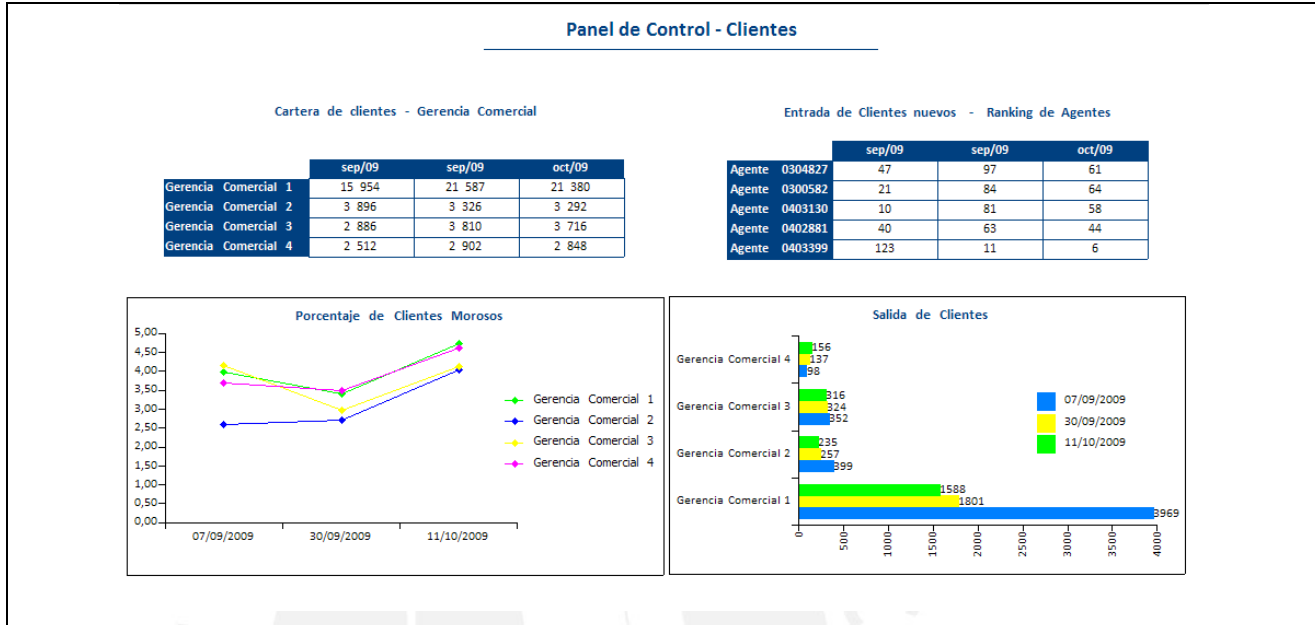 Panel de Control - Clientes
Cartera de clientes - Gerencia Comercial
sep/09 sep/09 oct/09
Gerencia Comercial 1 15 954 21 587 21 380
Gerencia Comercial 2 3 896 3 326 3 292
Gerencia Comercial 3 2 886 3 810 3 716
Gerencia Comercial 4 2 512 2 902 2 848
Entrada de Clientes nuevos - Ranking de Agentes
sep/09 sep/09 oct/09
Agente 0304827 47 97 61
Agente 0300582 21 84 64
Agente 0403130 10 81 58
Agente 0402881 40 63 44
Agente 0403399 123 11 6
Porcentaje de Clientes Morosos
5,00
4,50
4,00
3,50
3,00
2,50
2,00
1,50
1,00
0,50
0,00
07/09/2009 30/09/2009 11/10/2009
Gerencia Comercial 1
Gerencia Comercial 2
Gerencia Comercial 3
Gerencia Comercial 4
Salida de Clientes
Gerencia Comercial 4
156
137
98
Gerencia Comercial 3
316
324
352
Gerencia Comercial 2
235
257
399
Gerencia Comercial 1
1588
1801
3969
0 500 1000 1500 2000 2500 3000 3500 4000
07/09/2009
30/09/2009
11/10/2009